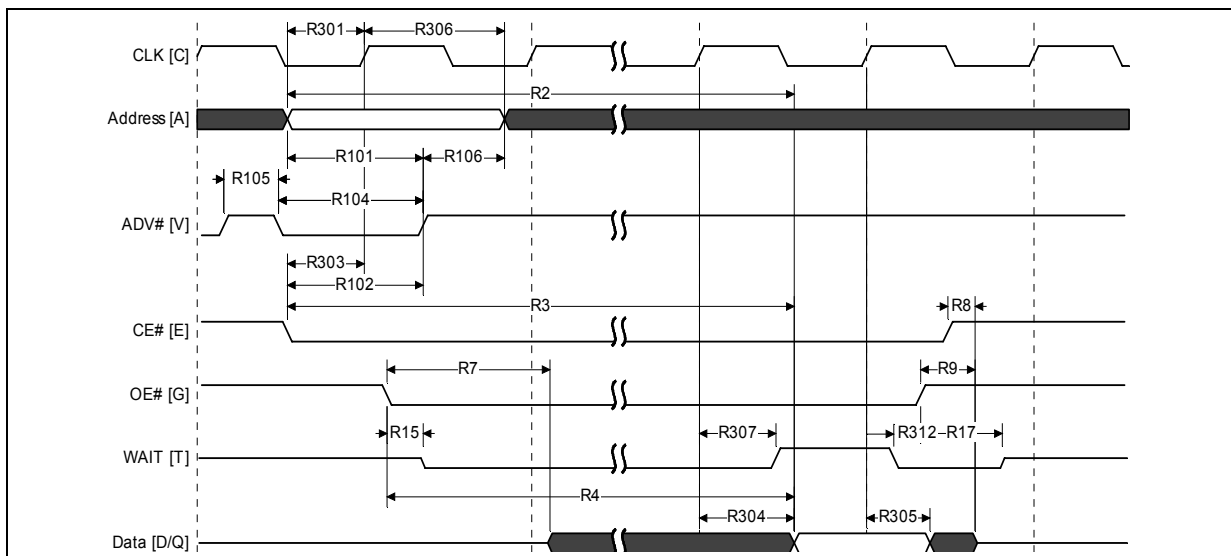 R301 R306
CLK [C]
R2
Address [A]
R101 R106
R105
R104
ADV# [V]
R303
R102
R3 R8
CE# [E]
R7 R9
OE# [G]
R15 R307 R312 R17
WAIT [T]
R4
R304 R305
Data [D/Q]